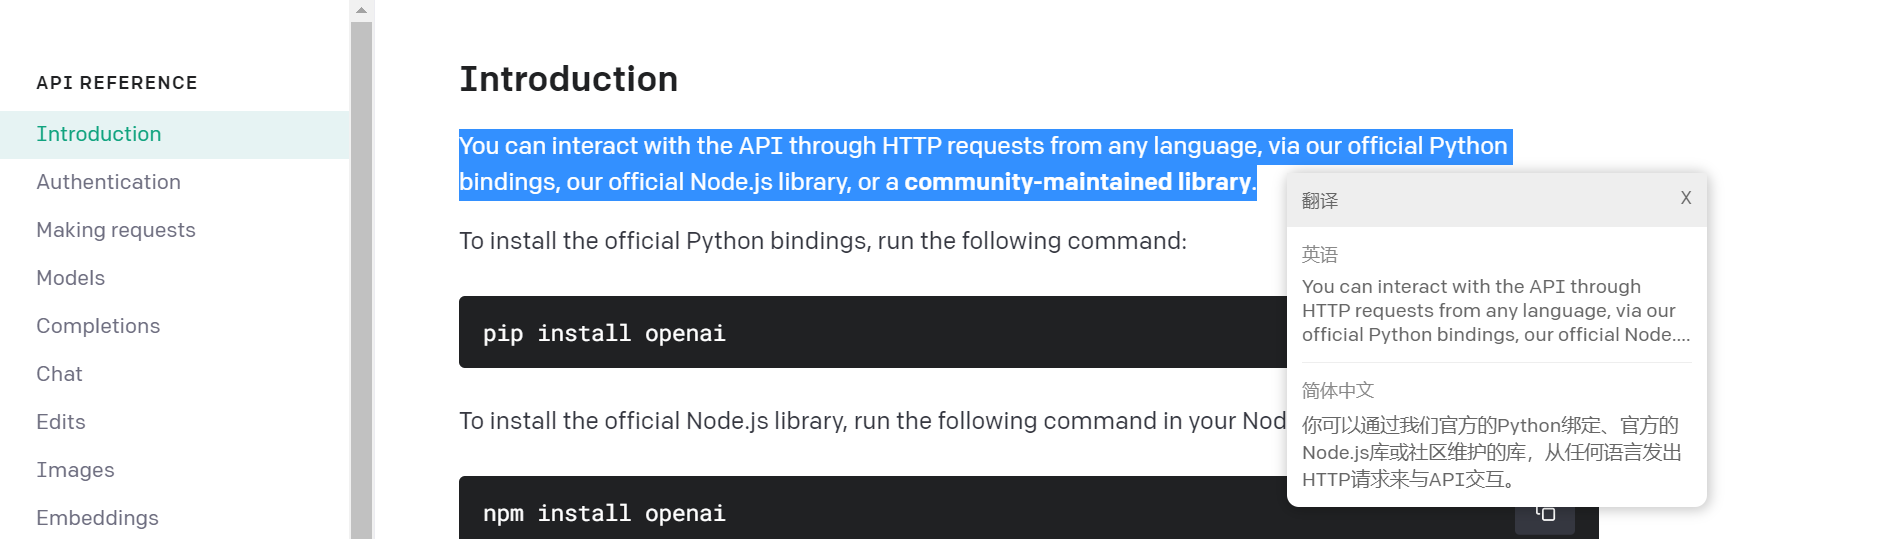 API REFERENCE
Introduction
Authentication
Making requests
Models
Completions
Chat
Edits
Images
Embeddings
Introduction
You can interact with the API through HTTP requests from any language, via our official Python
bindings, our official Node.js library, or a community-maintained library.
To install the official Python bindings, run the following command:
pip install openai
To install the official Node.js library, run the following command in your Nod
npm install openai
翻译
X
英语
You can interact with the API through
HTTP requests from any language, via our
official Python bindings, our official Node....
简体中文
你可以通过我们官方的Python绑定、官方的
Node.js库或社区维护的库，从任何语言发出
HTTP请求来与API交互。